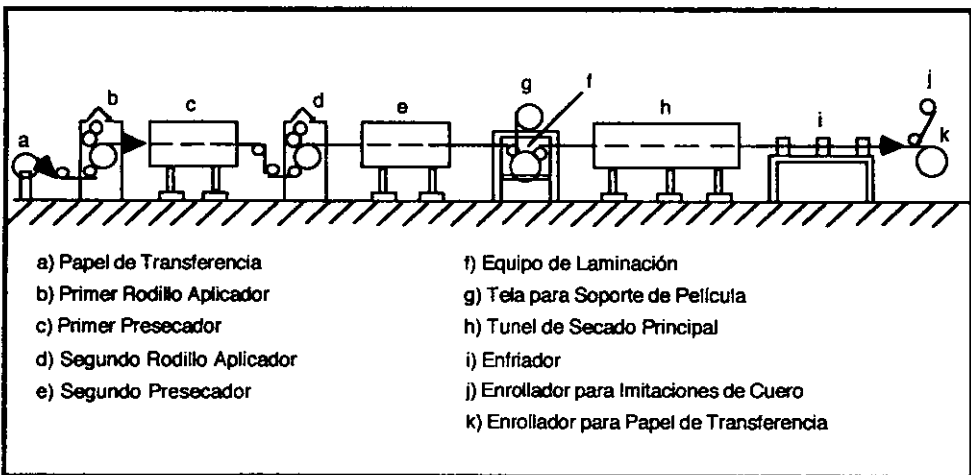 a
b
c
d
e
f
g
h
i
j
k
a) Papel de Transferencia
b) Primer Rodillo Aplicador
c) Primer Presecador
d) Segundo Rodillo Aplicador
e) Segundo Presecador
f) Equipo de Laminación
g) Tela para Soporte de Película
h) Tunel de Secado Principal
i) Enfriador
j) Enrollador para Imitaciones de Cuero
k) Enrollador para Papel de Transferencia